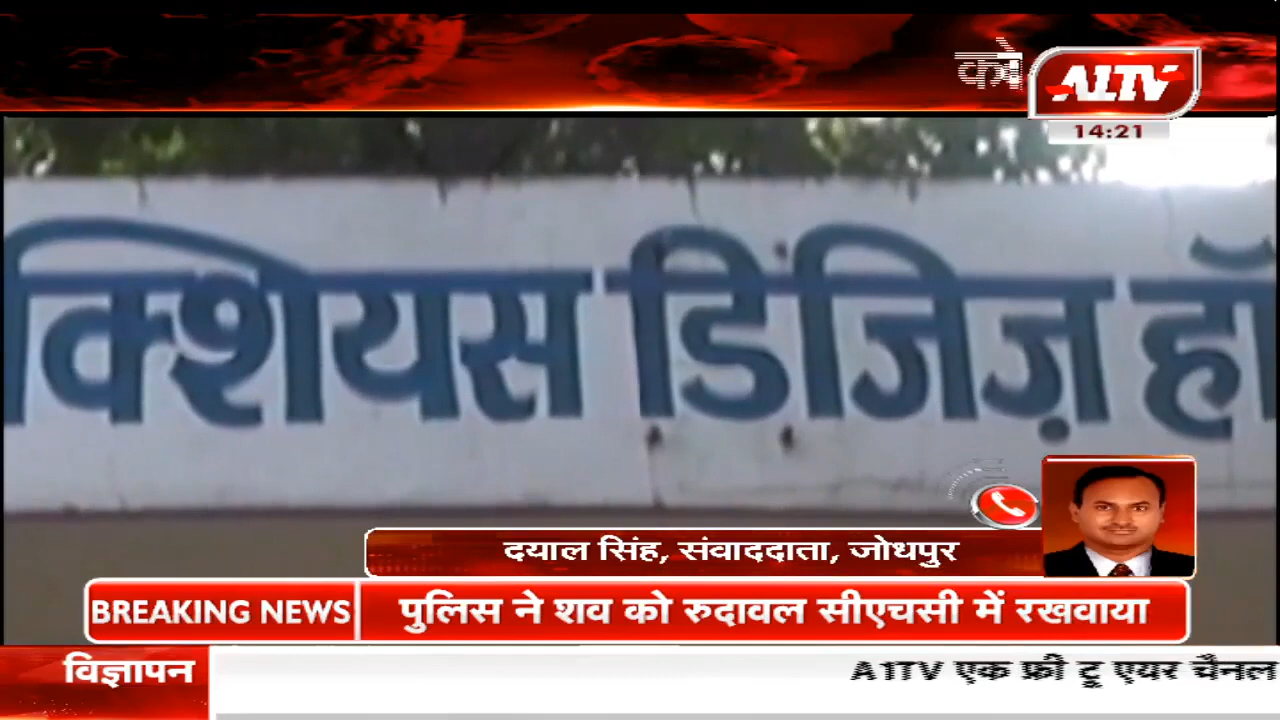 को
A1TV
14:21
क्शियस डिजिज़ हॉ
दयाल सिंह, संवाददाता, जोधपुर
BREAKING NEWS पुलिस ने शव को रुदावल सीएचसी में रखवाया
विज्ञापन A1TV एक फ्री टू एयर चैनल